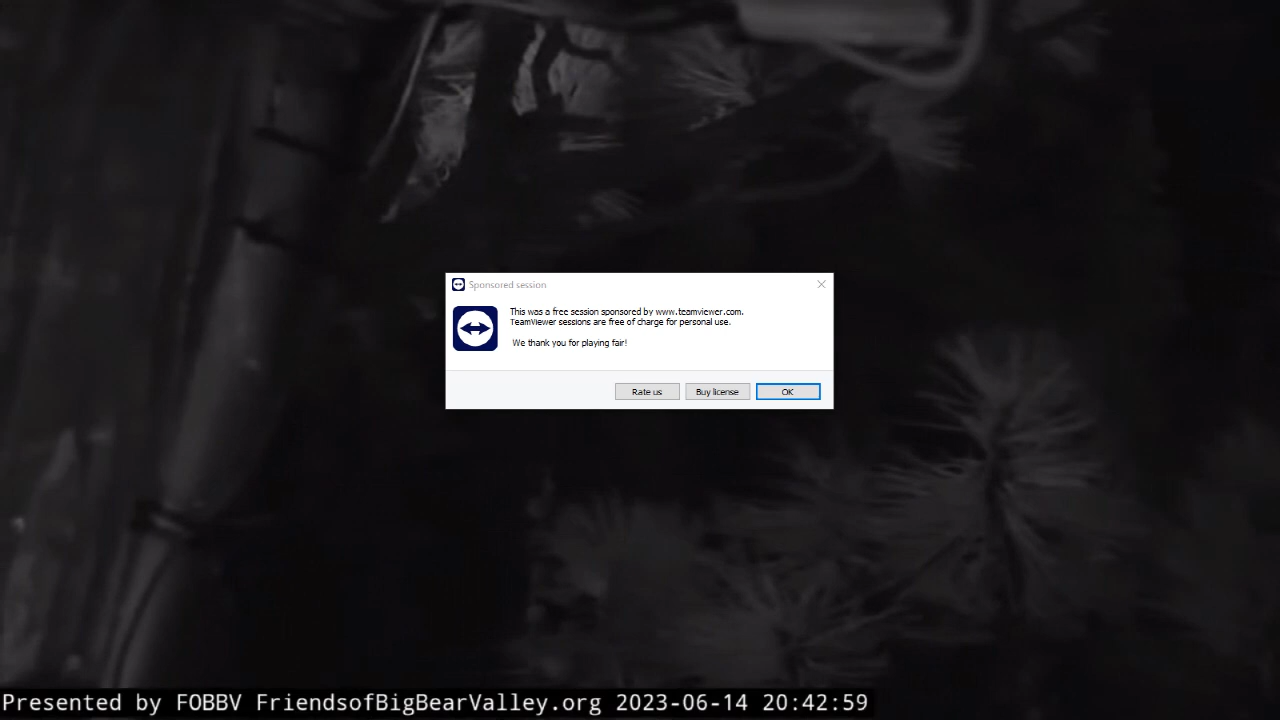 Sponsored session
This was a free session sponsored by www.teamviewer.com.
TeamViewer sessions are free of charge for personal use.
We thank you for playing fair!
Rate us Buy license OK
Presented by FOBBV FriendsofBigBearValley.org 2023-06-14 20:42:59